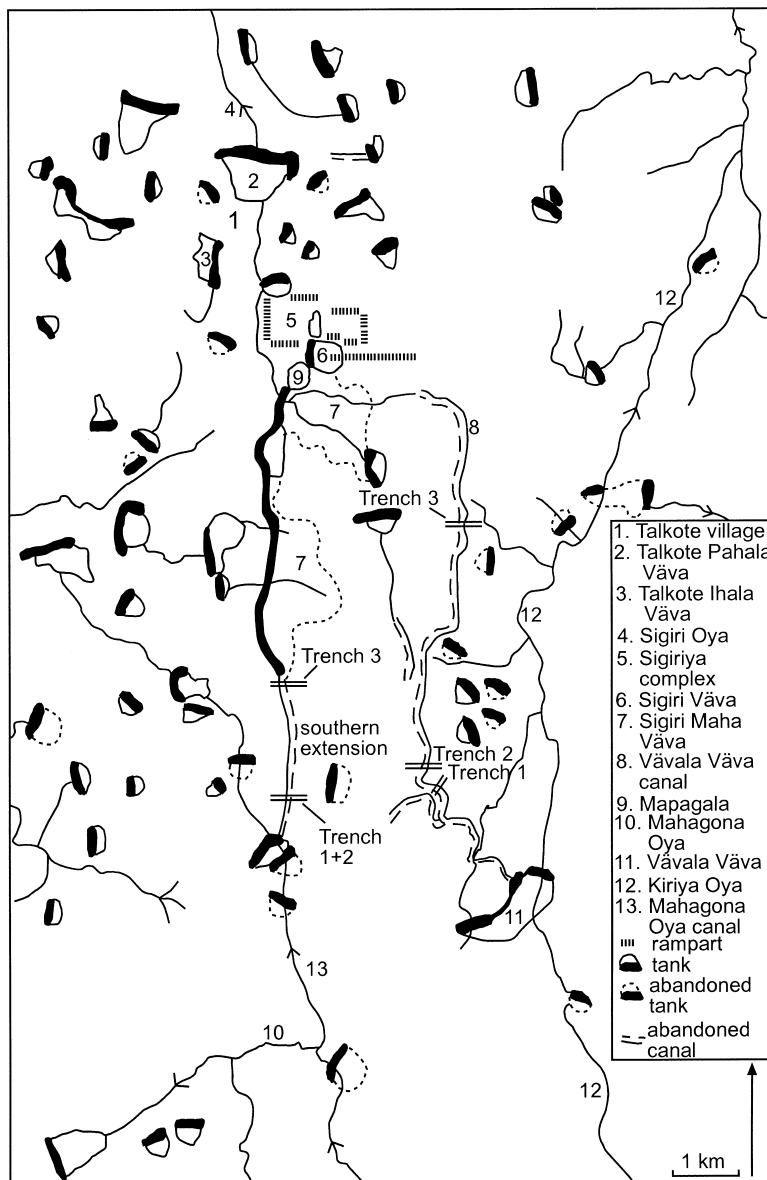 4
2
1
3
12
5
6
9
7
8
Trench 3
7
12
Trench 3
southern
extension
Trench 2
Trench 1
Trench
1+2
11
13
10
12
1. Talkote village
2. Talkote Pahala
Väva
3. Talkote Ihala
Väva
4. Sigiri Oya
5. Sigiriya
complex
6. Sigiri Väva
7. Sigiri Maha
Väva
8. Vävala Väva
canal
9. Mapagala
10. Mahagona
Oya
11. Vävala Väva
12. Kiriya Oya
13. Mahagona
Oya canal
rampart
tank
abandoned
tank
abandoned
canal
1 km